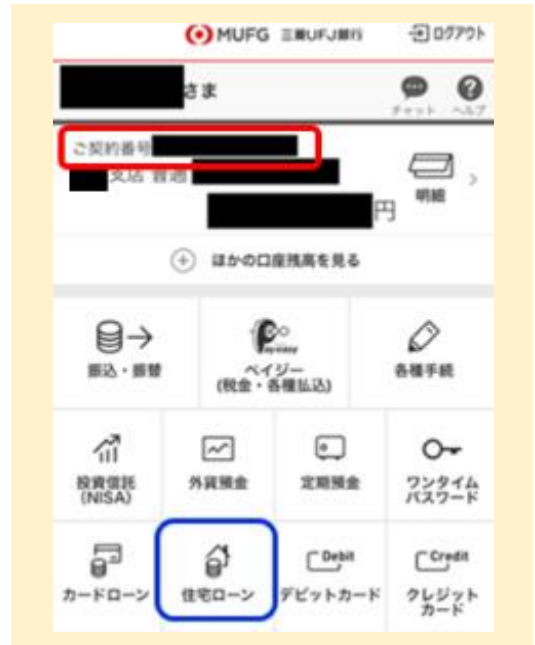 MUFG 三菱UFJ銀行
ログアウト
さま
チャット
ヘルプ
ご契約番号
支店 普通
円
明細
ほかの口座残高を見る
振込・振替
Pay-easy
ペイジー
(税金・各種払込)
各種手続
投資信託
(NISA)
外貨預金
定期預金
ワンタイム
パスワード
カードローン
住宅ローン
Debit
デビットカード
Credit
クレジット
カード